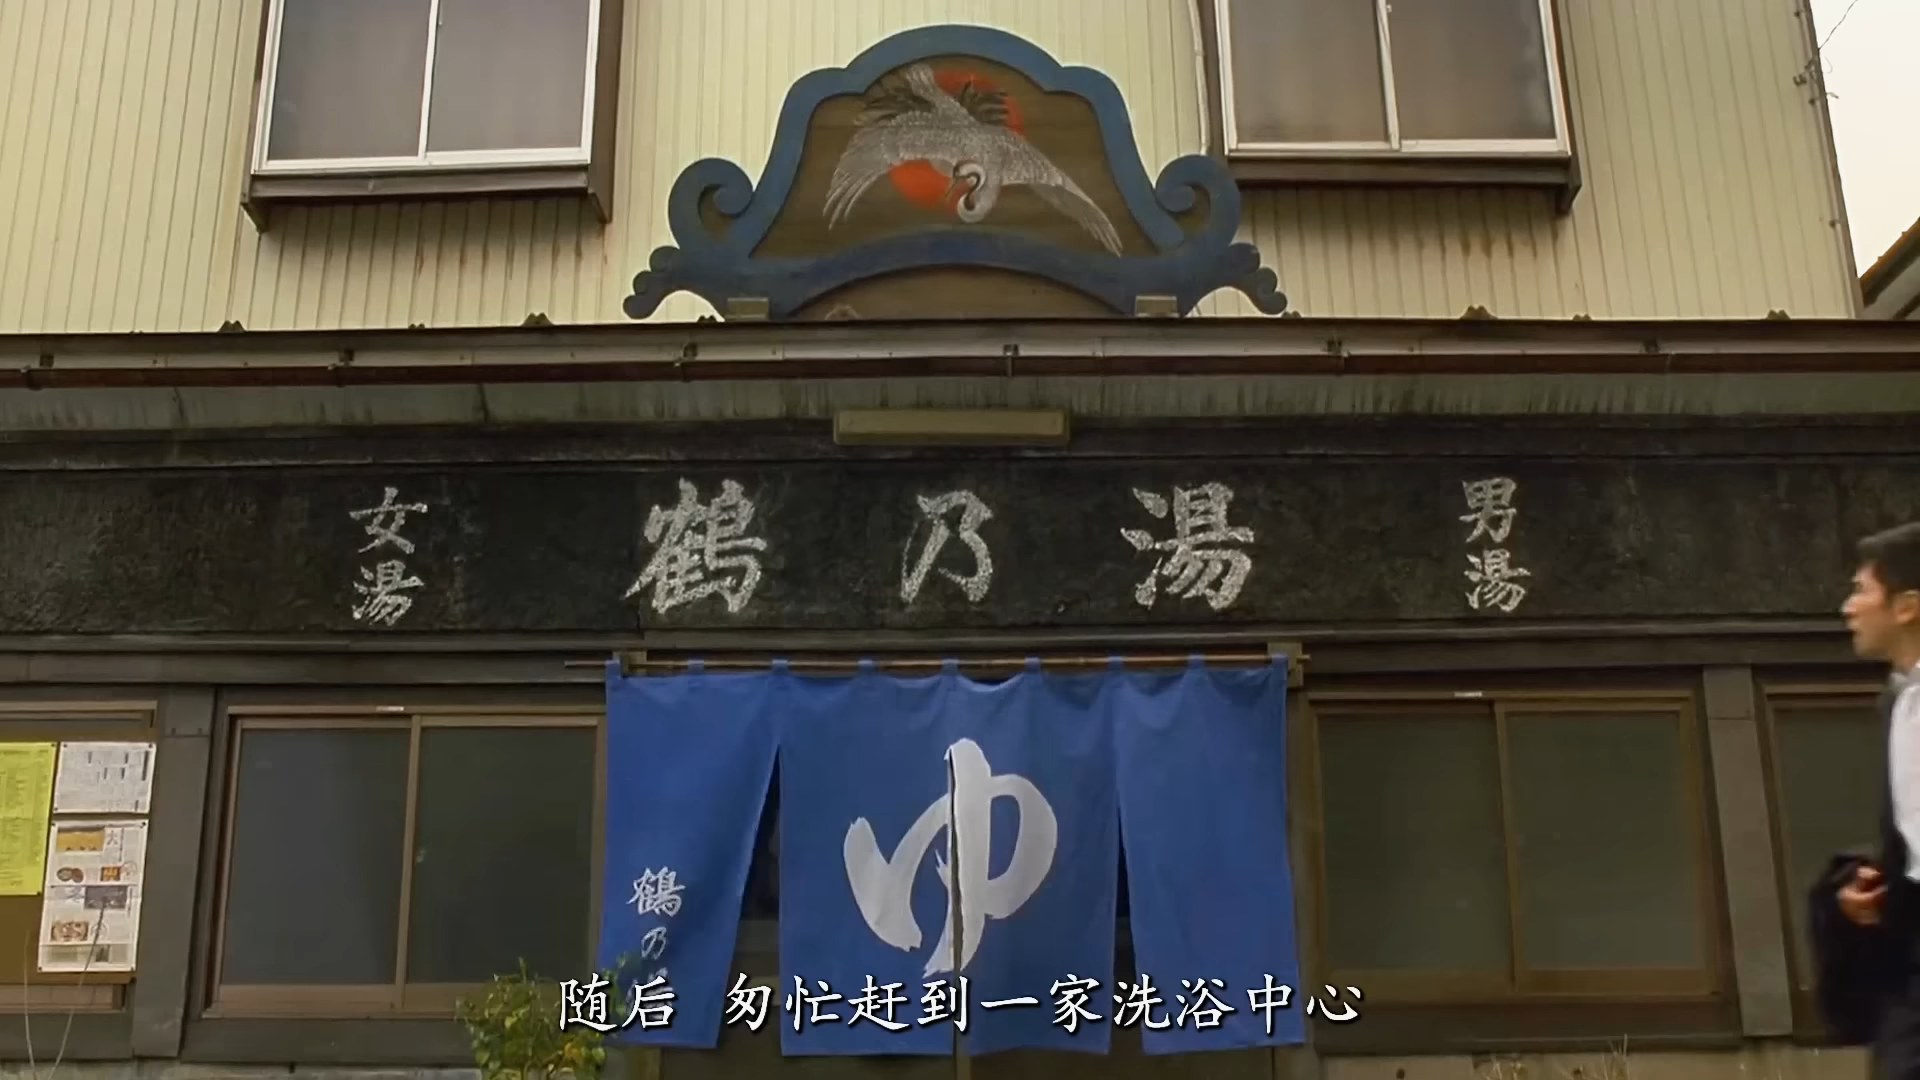 女湯
鶴乃湯
男湯
ゆ
鶴乃
随后 匆忙赶到一家洗浴中心